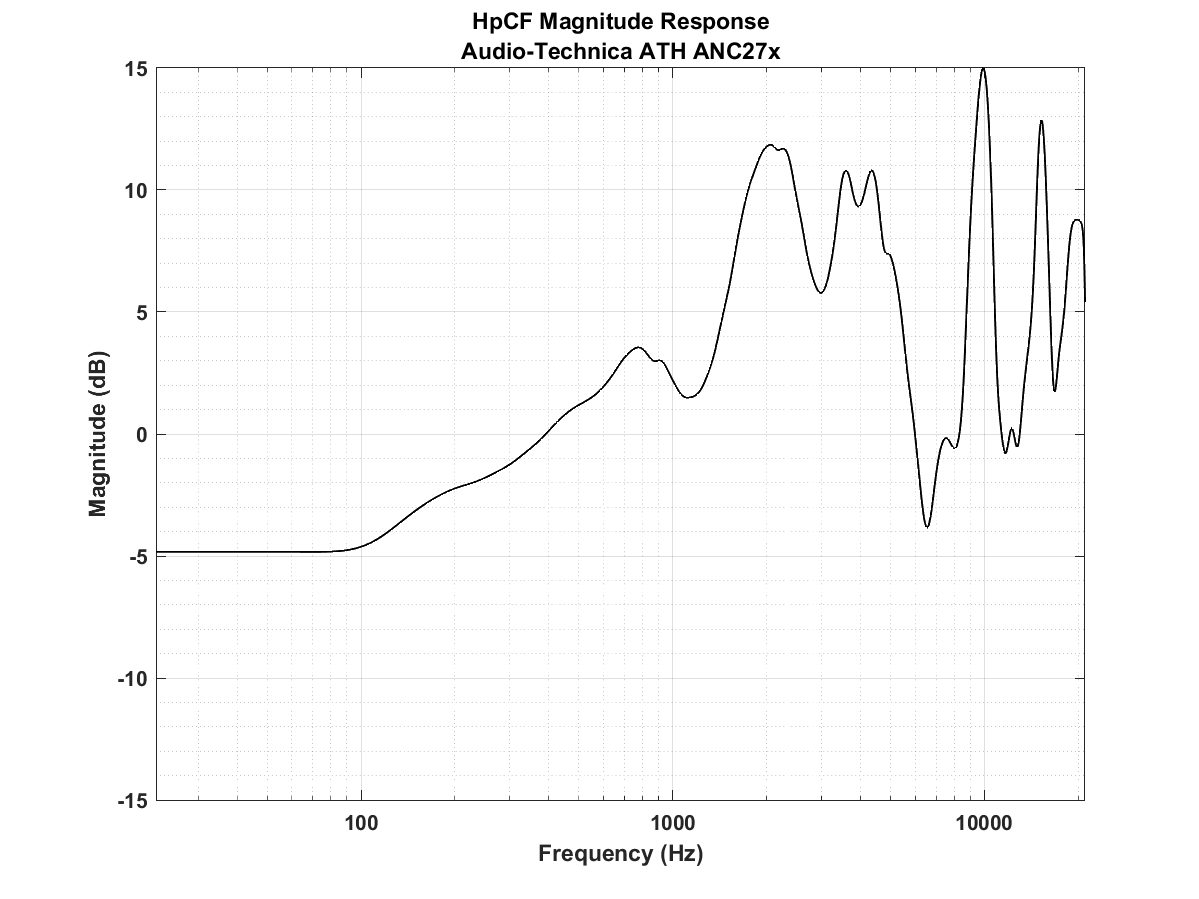 HpCF Magnitude Response
Audio-Technica ATH ANC27x
15
10
5
0
-5
-10
-15
Magnitude (dB)
100 1000 10000
Frequency (Hz)